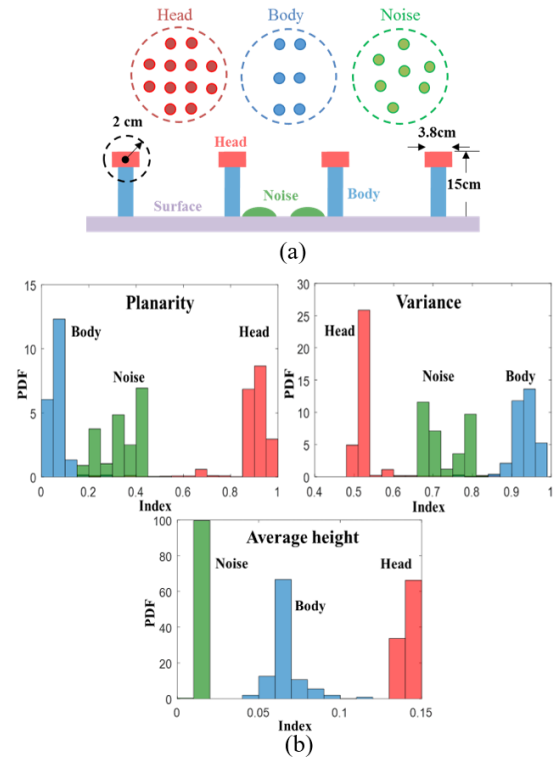 Head Body Noise
2 cm
3.8cm
Head
15cm
Noise
Body
Surface
(a)
15
10
5
0
PDF
Planarity
Body
Noise
Head
0 0.2 0.4 0.6 0.8 1
Index
30
25
20
15
10
5
0
PDF
Variance
Head
Noise
Body
0.4 0.5 0.6 0.7 0.8 0.9 1
Index
100
80
60
40
20
0
PDF
Average height
Noise
Head
Body
0 0.05 0.1 0.15
Index
(b)